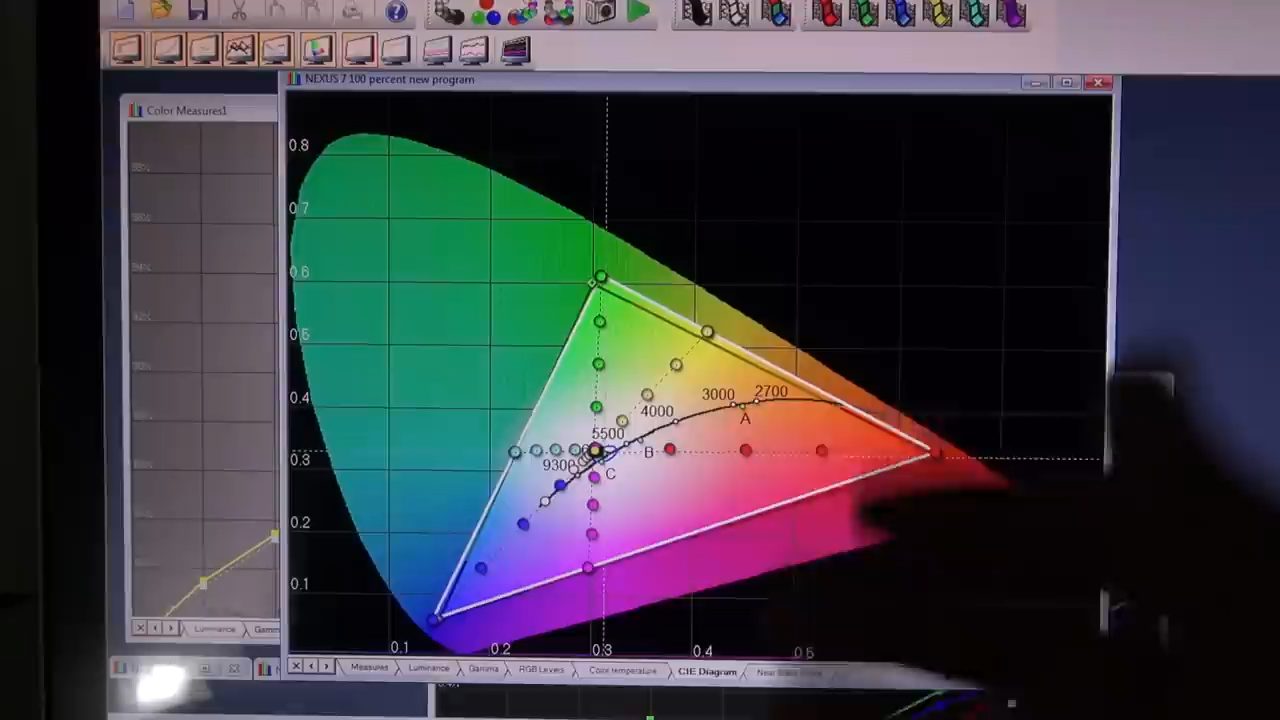 NEXUS 7 100 percent new program
Color Measures1
0.8
0.7
0.6
0.5
0.4
0.3
0.2
0.1
3000
2700
4000
A
5500
B
9300
C
0.1
0.2
0.3
0.4
Luminance
Measures
Luminance
Gamma
RGB Levels
Color temperature
CIE Diagram